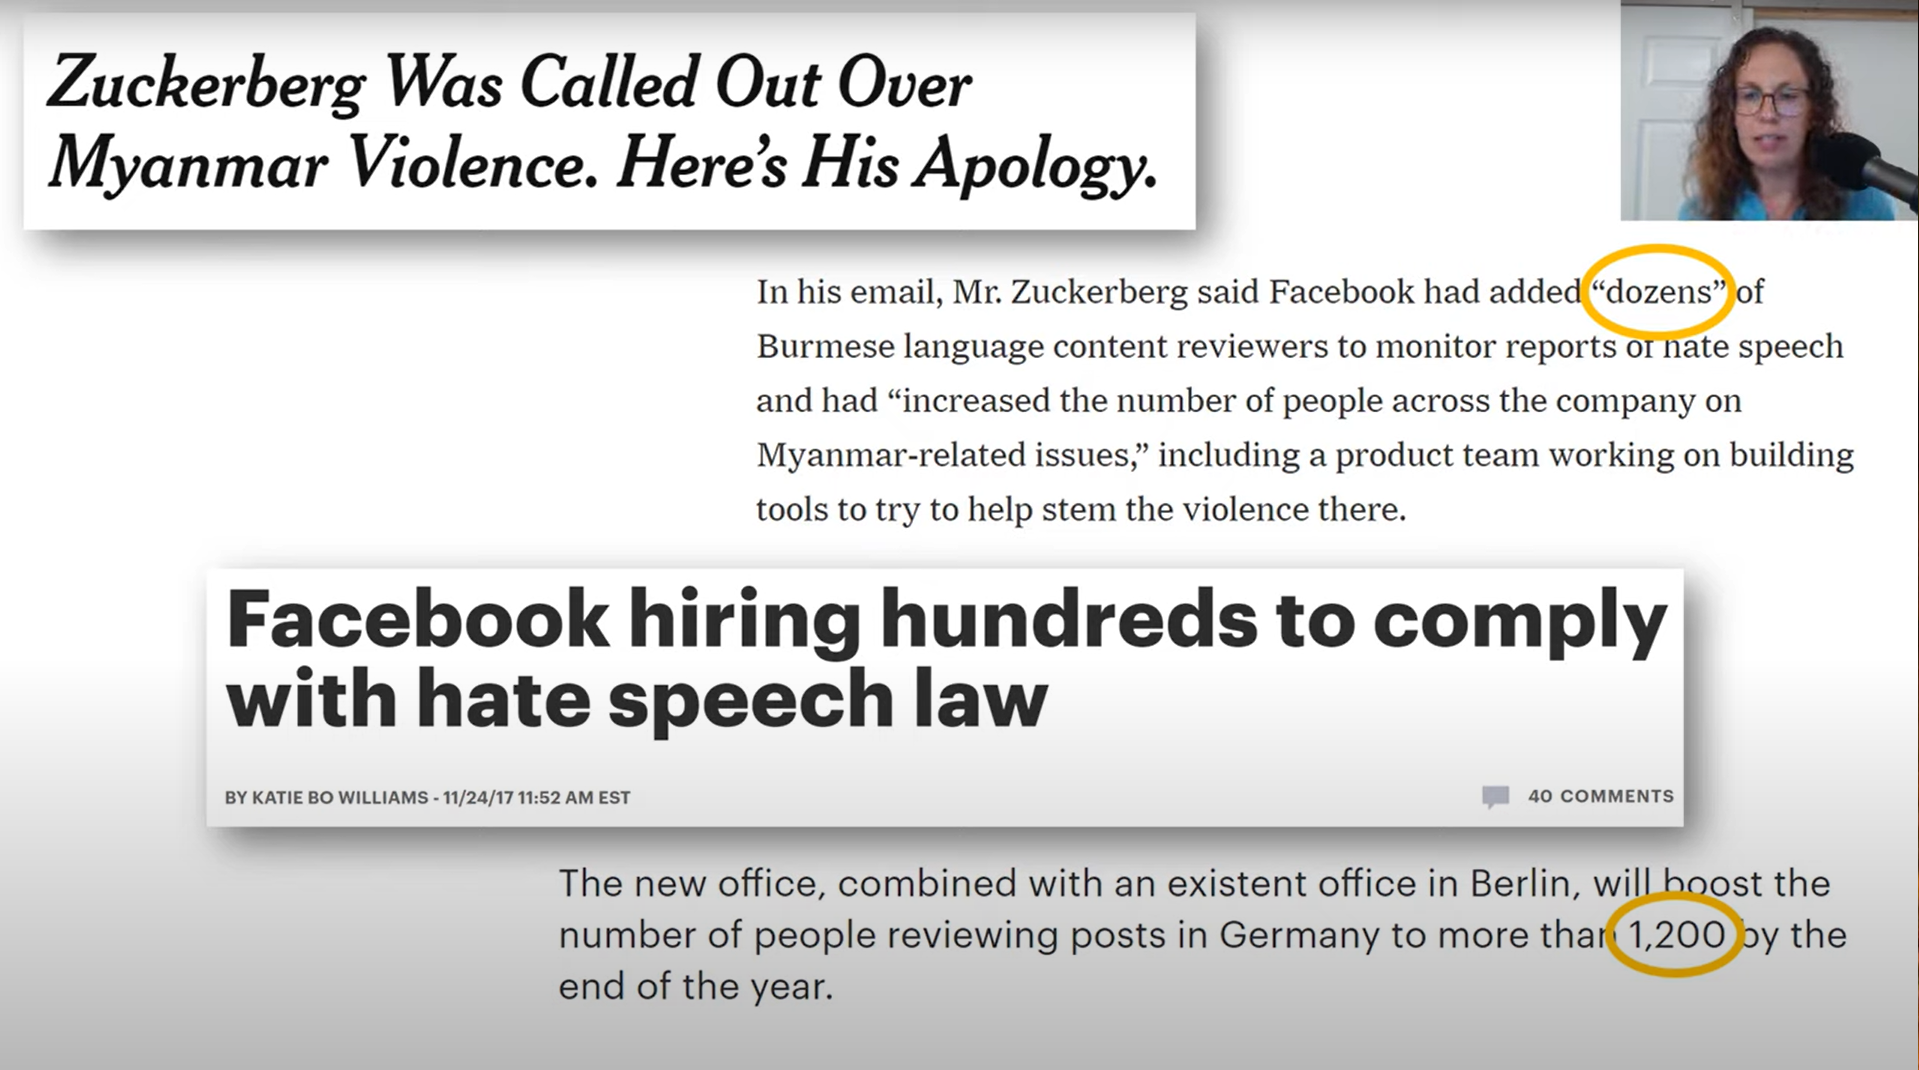 Zuckerberg Was Called Out Over
Myanmar Violence. Here’s His Apology.
In his email, Mr. Zuckerberg said Facebook had added “dozens” of
Burmese language content reviewers to monitor reports of hate speech
and had “increased the number of people across the company on
Myanmar-related issues,” including a product team working on building
tools to try to help stem the violence there.
Facebook hiring hundreds to comply
with hate speech law
BY KATIE BO WILLIAMS - 11/24/17 11:52 AM EST
40 COMMENTS
The new office, combined with an existent office in Berlin, will boost the
number of people reviewing posts in Germany to more than 1,200 by the
end of the year.